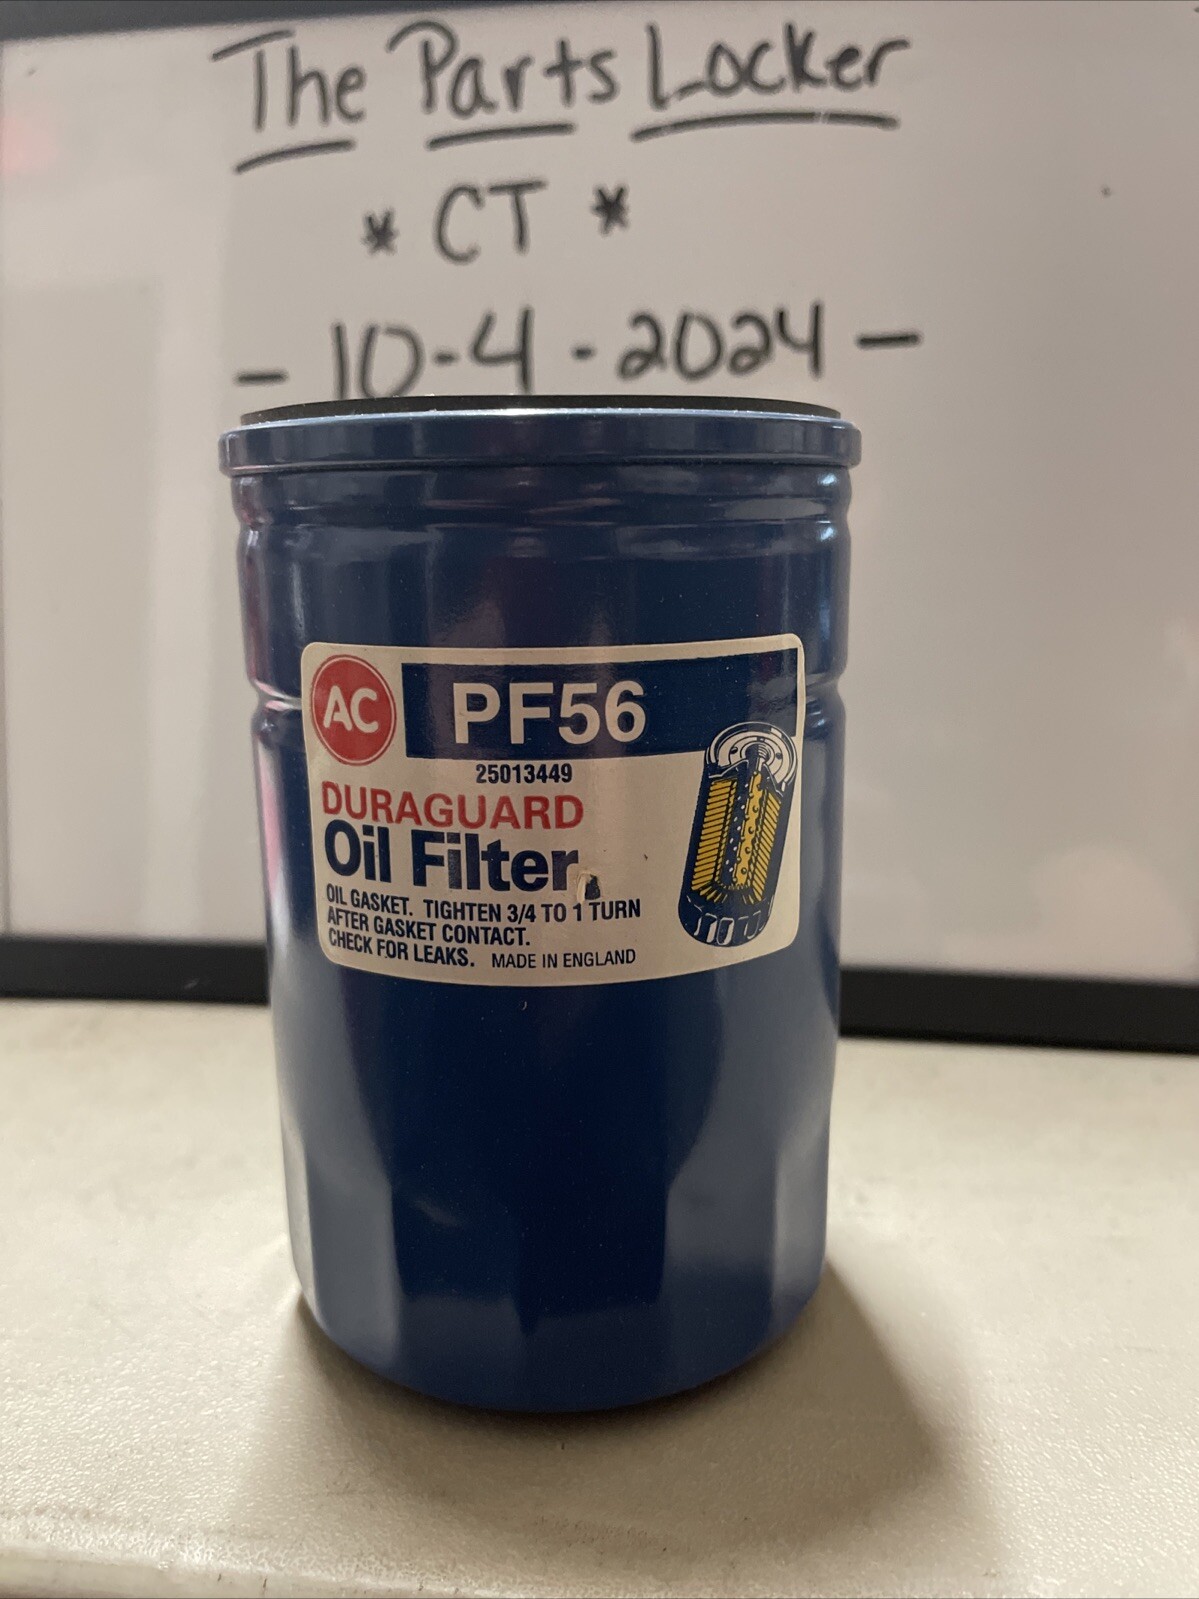 The Parts Locker
* CT *
- 10-4-2024 -
AC
PF56
25013449
DURAGUARD
Oil Filter
OIL GASKET. TIGHTEN 3/4 TO 1 TURN
AFTER GASKET CONTACT.
CHECK FOR LEAKS. MADE IN ENGLAND